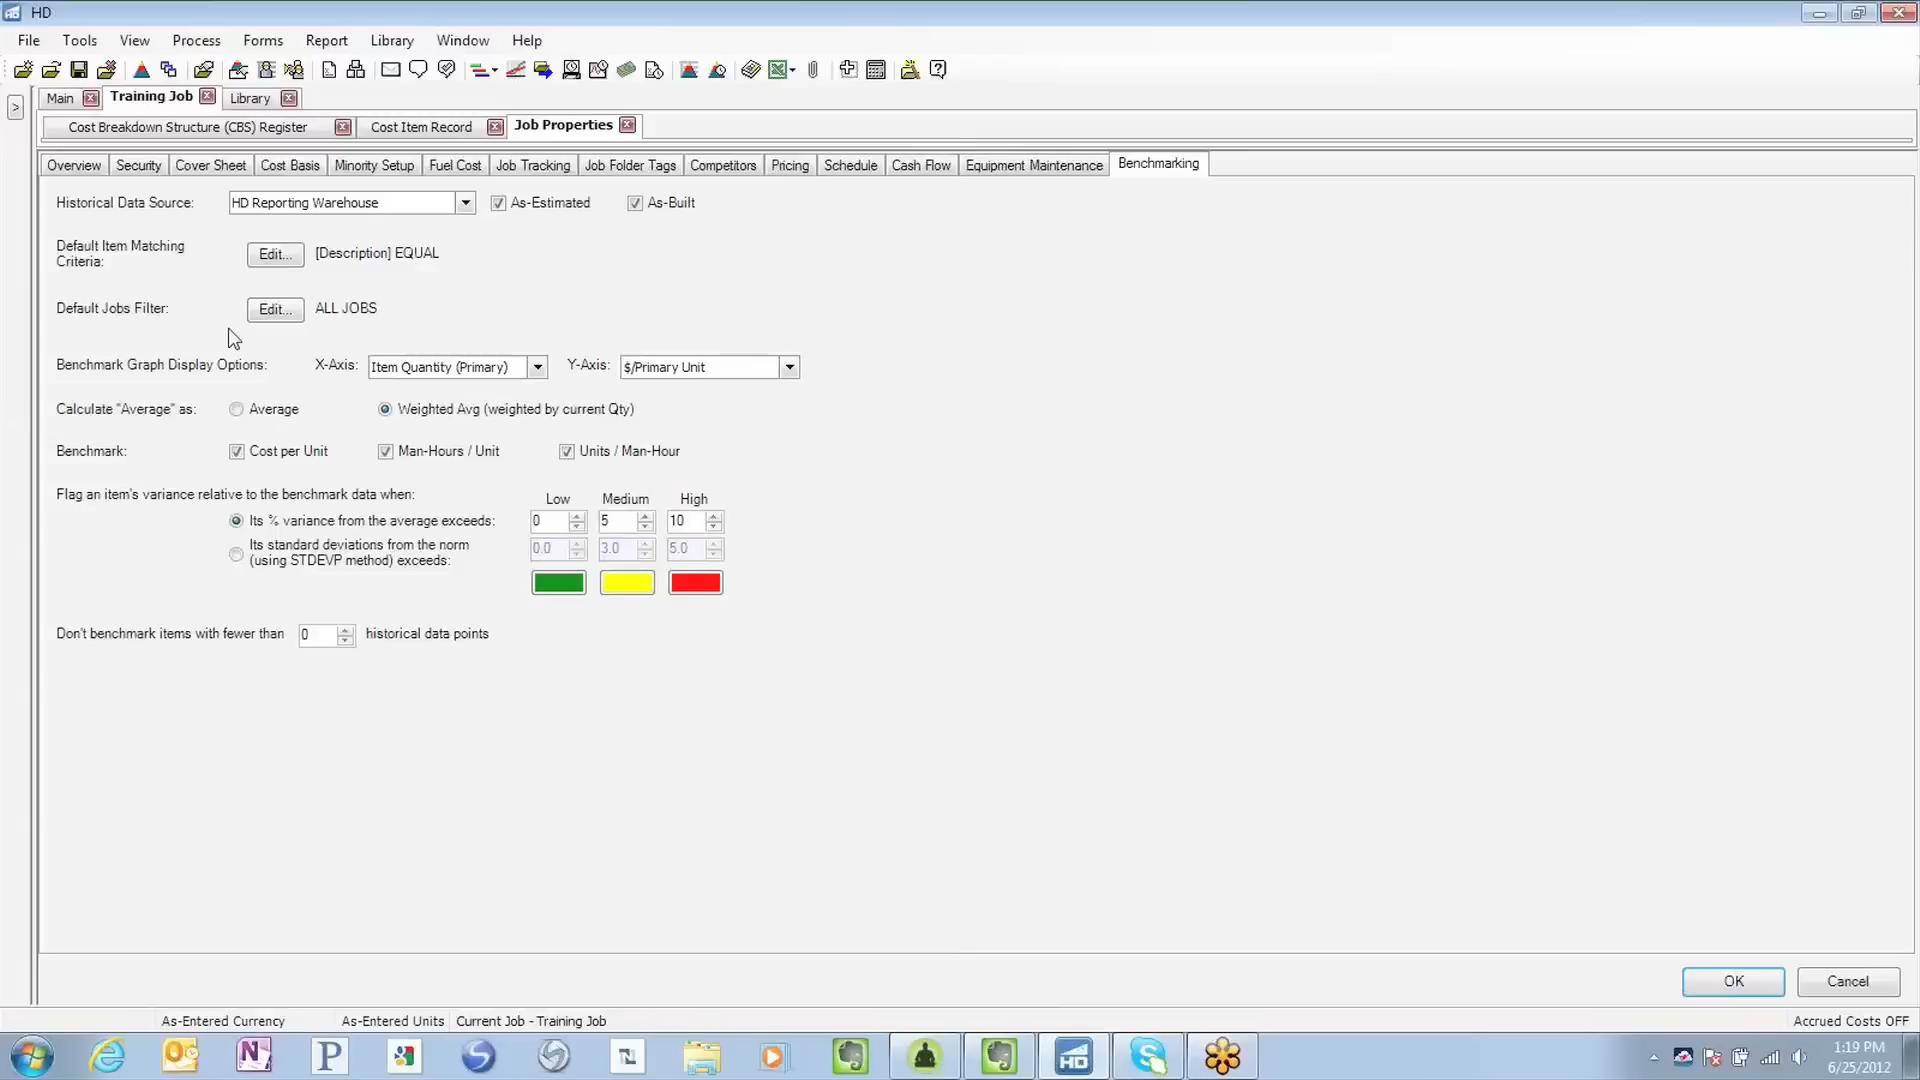 HD
File Tools View Process Forms Report Library Window Help
Main Training Job Library
Cost Breakdown Structure (CBS) Register Cost Item Record Job Properties
Overview Security Cover Sheet Cost Basis Minority Setup Fuel Cost Job Tracking Job Folder Tags Competitors Pricing Schedule Cash Flow Equipment Maintenance Benchmarking
Historical Data Source: HD Reporting Warehouse As-Estimated As-Built
Default Item Matching
Criteria: Edit... [Description] EQUAL
Default Jobs Filter: Edit... ALL JOBS
Benchmark Graph Display Options: X-Axis: Item Quantity (Primary) Y-Axis: $/Primary Unit
Calculate "Average" as: Average Weighted Avg (weighted by current Qty)
Benchmark: Cost per Unit Man-Hours / Unit Units / Man-Hour
Flag an item's variance relative to the benchmark data when: Low Medium High
Its % variance from the average exceeds: 0 5 10
Its standard deviations from the norm
(using STDEVP method) exceeds: 0.0 3.0 5.0
Don't benchmark items with fewer than 0 historical data points
OK Cancel
As-Entered Currency As-Entered Units Current Job - Training Job Accrued Costs OFF
1:19 PM
6/25/2012